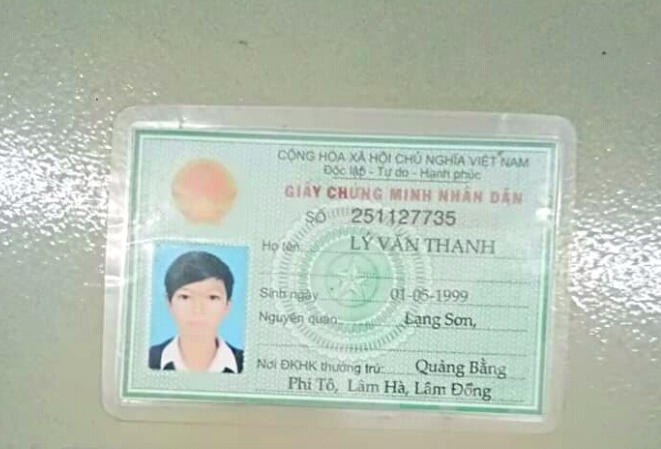 CỘNG HÒA XÃ HỘI CHỦ NGHĨA VIỆT NAM
Độc lập - Tự do - Hạnh phúc
GIẤY CHỨNG MINH NHÂN DÂN
SỐ 251127735
Họ tên LÝ VĂN THANH
Sinh ngày 01-05-1999
Nguyên quán Lạng Sơn,
Nơi ĐKHK thường trú: Quảng Bằng
Phi Tô, Lâm Hà, Lâm Đồng